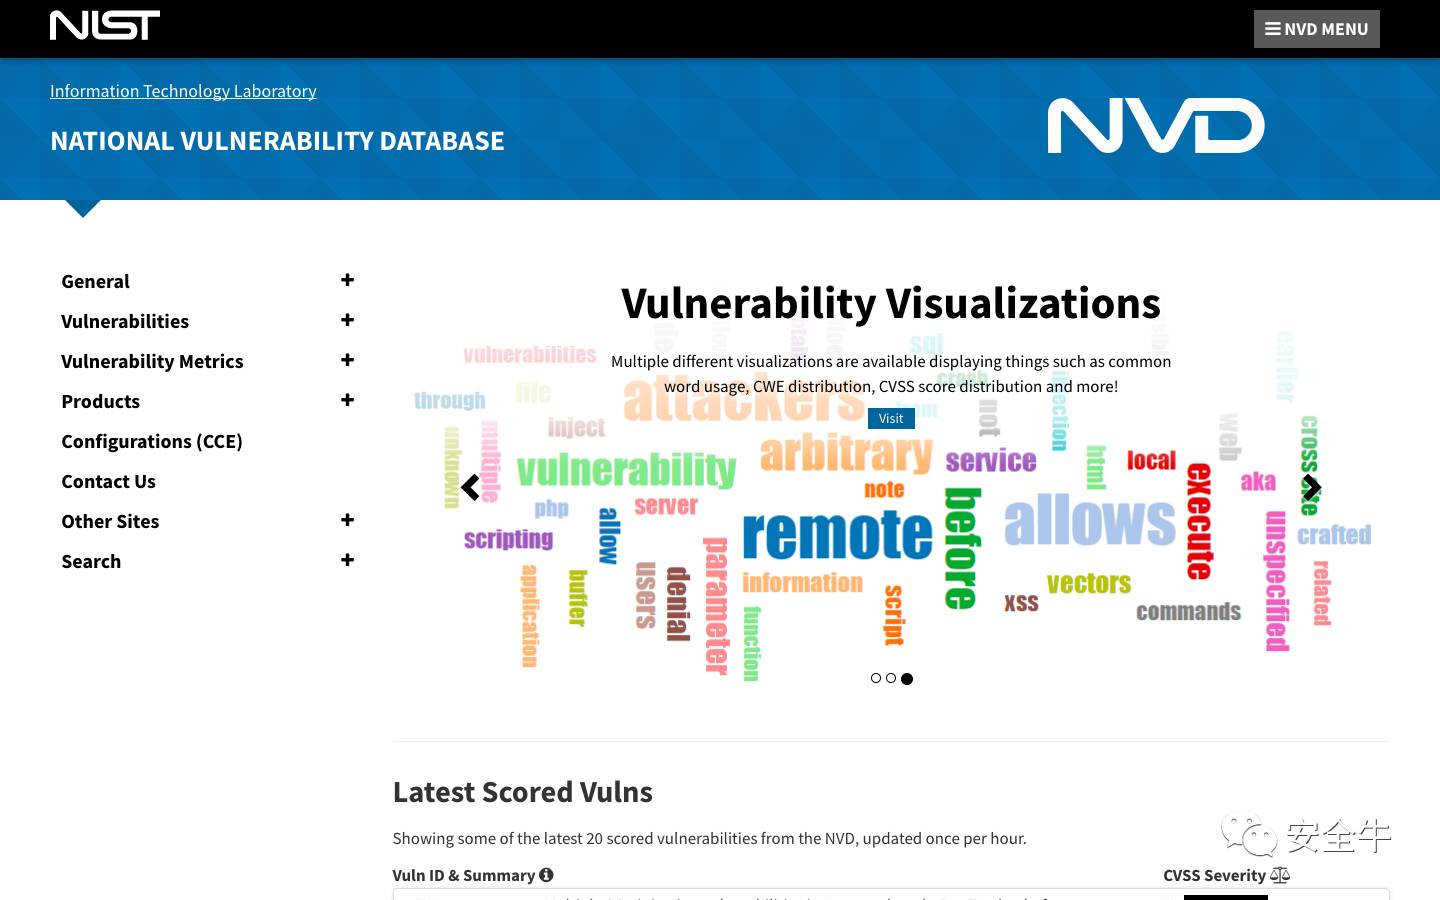 NIST
NVD MENU
Information Technology Laboratory
NATIONAL VULNERABILITY DATABASE
NVD
General
Vulnerabilities
Vulnerability Metrics
Products
Configurations (CCE)
Contact Us
Other Sites
Search
Vulnerability Visualizations
Multiple different visualizations are available displaying things such as common
word usage, CWE distribution, CVSS score distribution and more!
Visit
vulnerabilities
sql
earlier
through
file
attackers
crash
injection
inject
from
not
web
cross-site
unknown
multiple
vulnerability
arbitrary
service
html
local
execute
aka
php
server
note
before
allows
scripting
allow
remote
unspecified
crafted
application
buffer
users
denial
parameter
information
function
script
xss
vectors
commands
related
Latest Scored Vulns
Showing some of the latest 20 scored vulnerabilities from the NVD, updated once per hour.
Vuln ID & Summary
CVSS Severity
安全牛